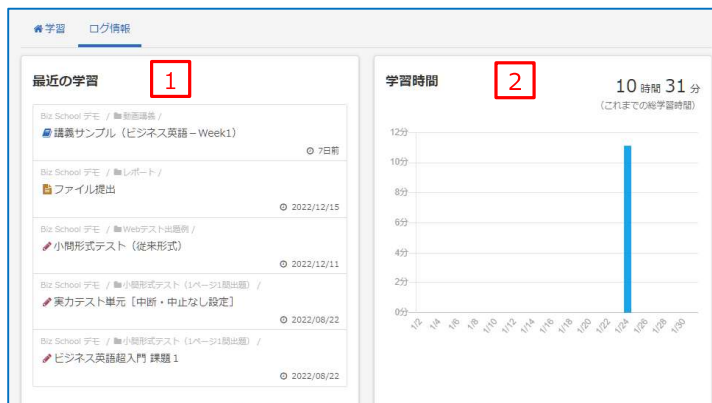 学習 ログ情報
最近の学習
1
Biz School デモ / 動画講義 /
講義サンプル（ビジネス英語－Week1）
7日前
Biz School デモ / レポート /
ファイル提出
2022/12/15
Biz School デモ / Webテスト出題例 /
小問形式テスト（従来形式）
2022/12/11
Biz School デモ / 小問形式テスト（1ページ1問出題） /
実力テスト単元［中断・中止なし設定］
2022/08/22
Biz School デモ / 小問形式テスト（1ページ1問出題） /
ビジネス英語超入門 課題１
2022/08/22
学習時間
2
10 時間 31 分
（これまでの総学習時間）
12分
10分
8分
6分
4分
2分
0分
1/2 1/4 1/6 1/8 1/10 1/12 1/14 1/16 1/18 1/20 1/22 1/24 1/26 1/28 1/30